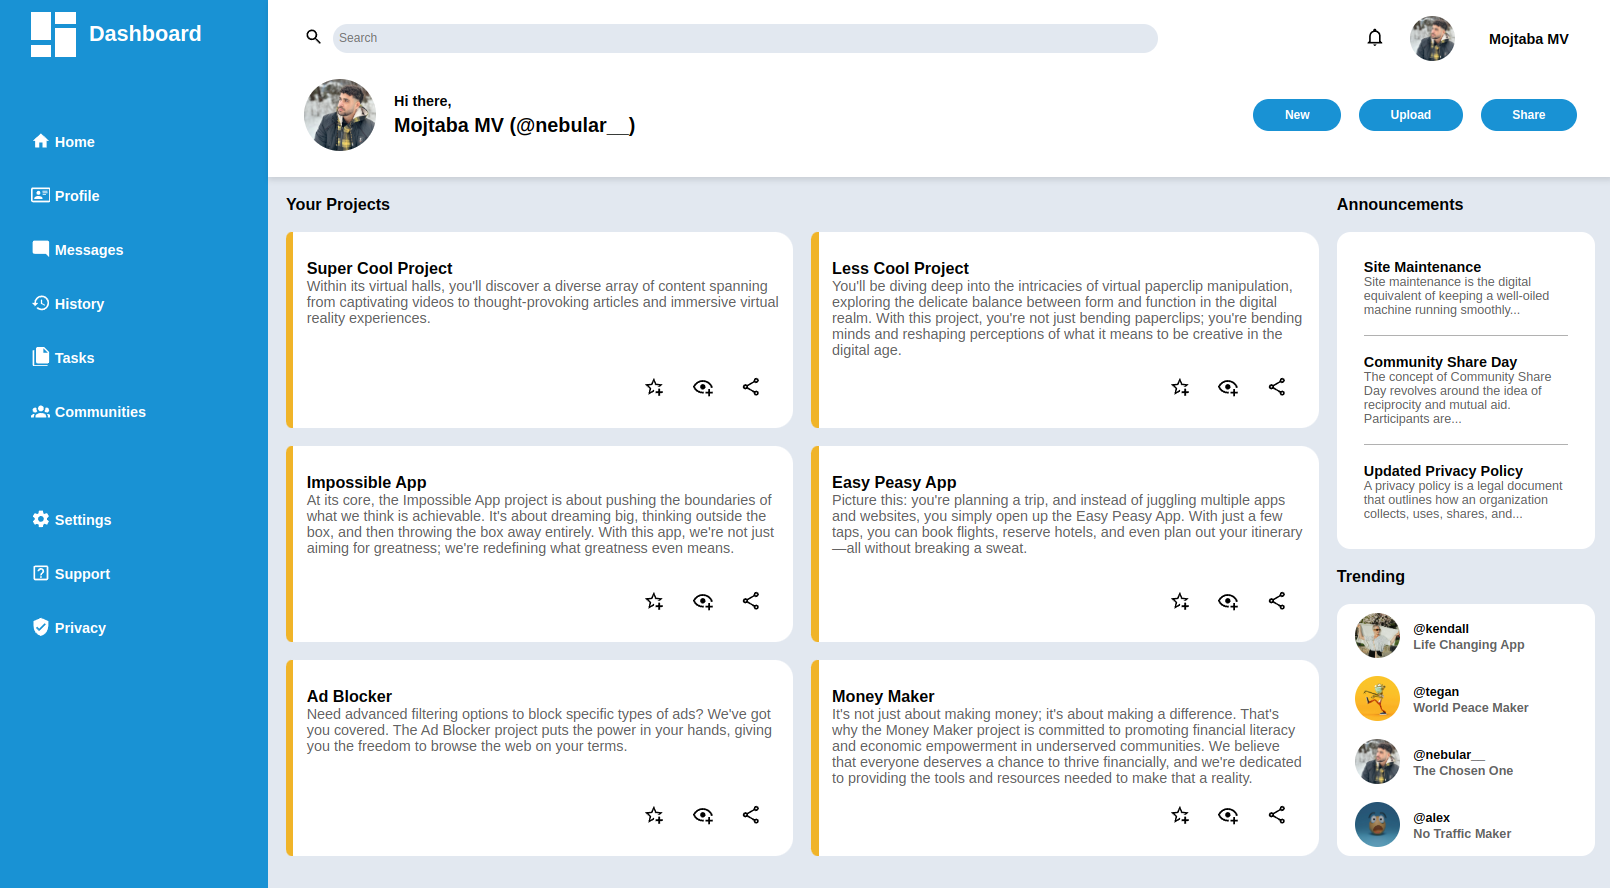 Dashboard
Home
Profile
Messages
History
Tasks
Communities
Settings
Support
Privacy
Search
Mojtaba MV
Hi there,
Mojtaba MV (@nebular__)
New
Upload
Share
Your Projects
Super Cool Project
Within its virtual halls, you'll discover a diverse array of content spanning
from captivating videos to thought-provoking articles and immersive virtual
reality experiences.
Less Cool Project
You'll be diving deep into the intricacies of virtual paperclip manipulation,
exploring the delicate balance between form and function in the digital
realm. With this project, you're not just bending paperclips; you're bending
minds and reshaping perceptions of what it means to be creative in the
digital age.
Impossible App
At its core, the Impossible App project is about pushing the boundaries of
what we think is achievable. It's about dreaming big, thinking outside the
box, and then throwing the box away entirely. With this app, we're not just
aiming for greatness; we're redefining what greatness even means.
Easy Peasy App
Picture this: you're planning a trip, and instead of juggling multiple apps
and websites, you simply open up the Easy Peasy App. With just a few
taps, you can book flights, reserve hotels, and even plan out your itinerary
—all without breaking a sweat.
Ad Blocker
Need advanced filtering options to block specific types of ads? We've got
you covered. The Ad Blocker project puts the power in your hands, giving
you the freedom to browse the web on your terms.
Money Maker
It's not just about making money; it's about making a difference. That's
why the Money Maker project is committed to promoting financial literacy
and economic empowerment in underserved communities. We believe
that everyone deserves a chance to thrive financially, and we're dedicated
to providing the tools and resources needed to make that a reality.
Announcements
Site Maintenance
Site maintenance is the digital
equivalent of keeping a well-oiled
machine running smoothly...
Community Share Day
The concept of Community Share
Day revolves around the idea of
reciprocity and mutual aid.
Participants are...
Updated Privacy Policy
A privacy policy is a legal document
that outlines how an organization
collects, uses, shares, and...
Trending
@kendall
Life Changing App
@tegan
World Peace Maker
@nebular__
The Chosen One
@alex
No Traffic Maker